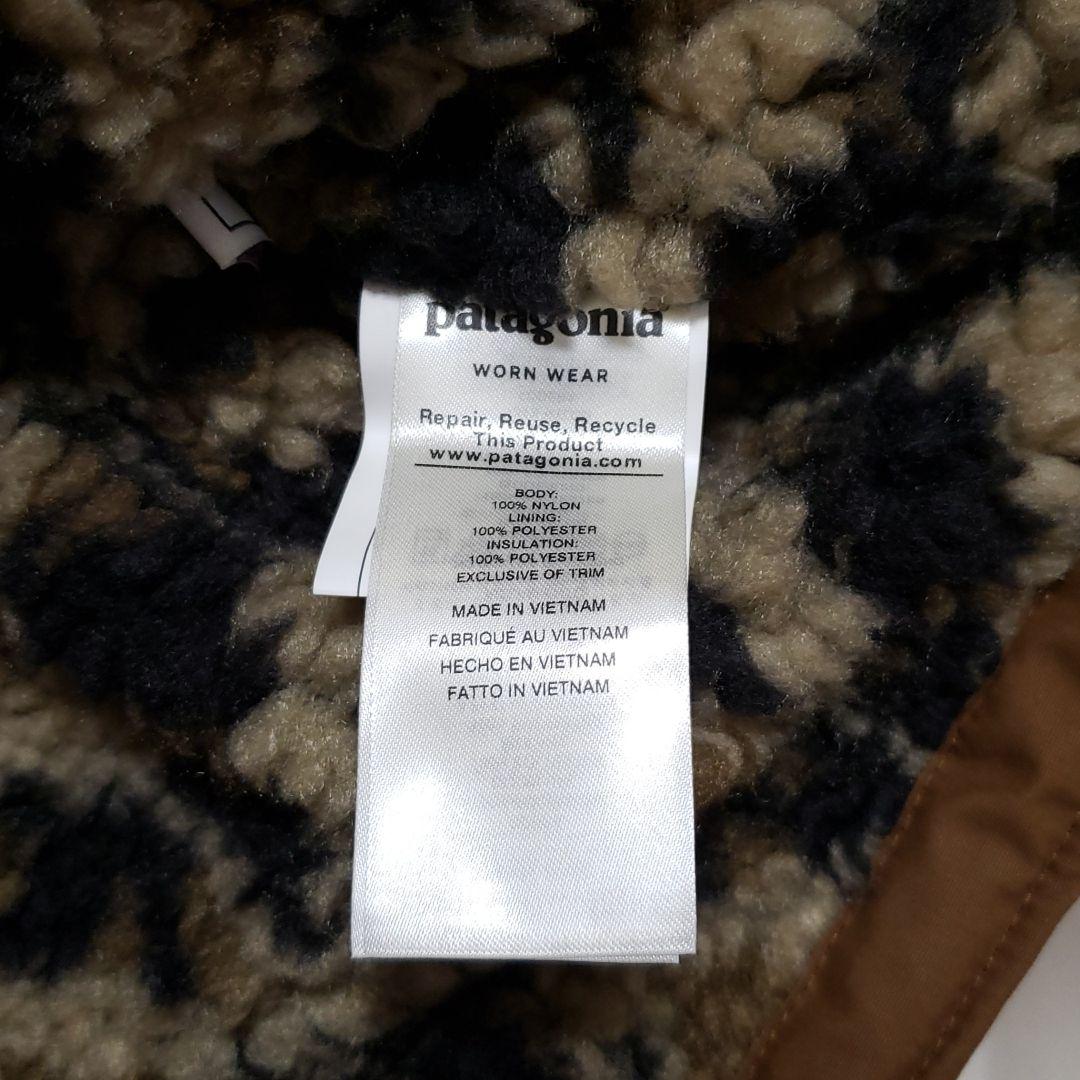 L
patagonia
WORN WEAR
Repair, Reuse, Recycle
This Product
www.patagonia.com
BODY:
100% NYLON
LINING:
100% POLYESTER
INSULATION:
100% POLYESTER
EXCLUSIVE OF TRIM
MADE IN VIETNAM
FABRIQUÉ AU VIETNAM
HECHO EN VIETNAM
FATTO IN VIETNAM